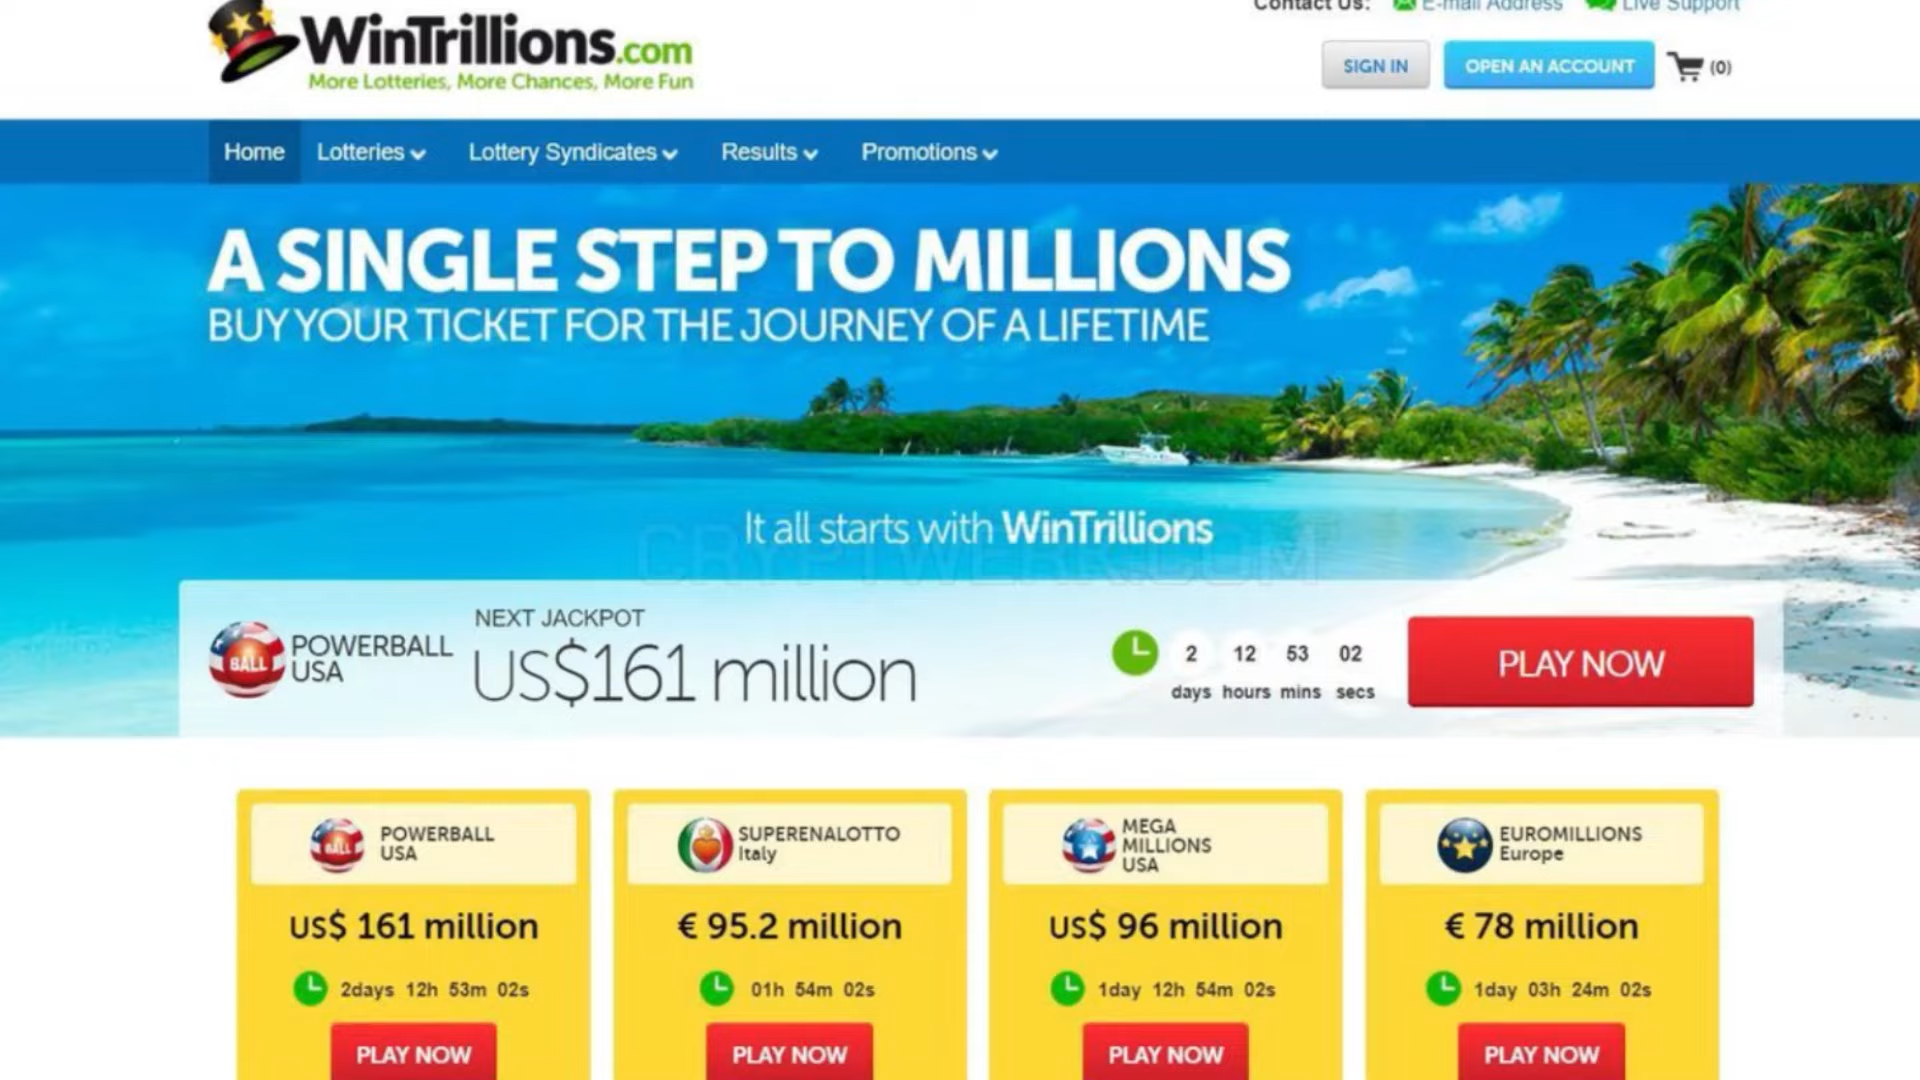 Contact Us: E-mail Address Live Support
WinTrillions.com
More Lotteries, More Chances, More Fun
SIGN IN OPEN AN ACCOUNT (0)
Home Lotteries Lottery Syndicates Results Promotions
A SINGLE STEP TO MILLIONS
BUY YOUR TICKET FOR THE JOURNEY OF A LIFETIME
It all starts with WinTrillions
CRYPTWERK.COM
NEXT JACKPOT
BALL POWERBALL
USA
US$161 million
2 12 53 02
days hours mins secs
PLAY NOW
BALL POWERBALL
USA
US$ 161 million
2days 12h 53m 02s
PLAY NOW
SUPERENALOTTO
Italy
€ 95.2 million
01h 54m 02s
PLAY NOW
MEGA
MILLIONS
USA
US$ 96 million
1day 12h 54m 02s
PLAY NOW
EUROMILLIONS
Europe
€ 78 million
1day 03h 24m 02s
PLAY NOW